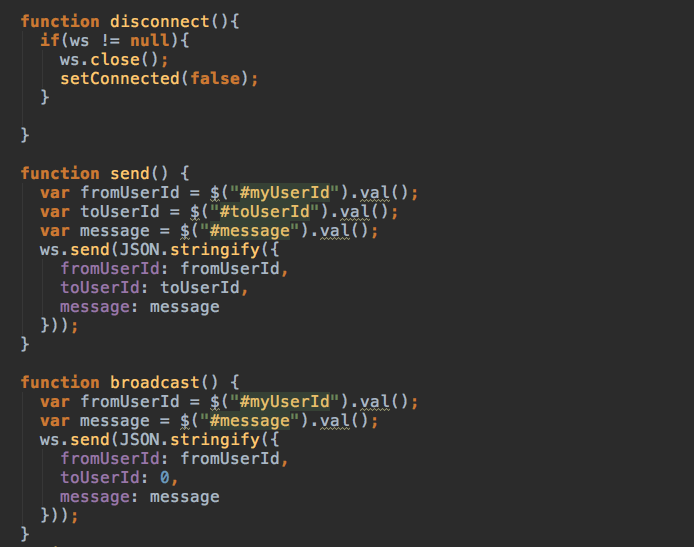 function disconnect(){
  if(ws != null){
    ws.close();
    setConnected(false);
  }

}

function send() {
  var fromUserId = $("#myUserId").val();
  var toUserId = $("#toUserId").val();
  var message = $("#message").val();
  ws.send(JSON.stringify({
    fromUserId: fromUserId,
    toUserId: toUserId,
    message: message
  }));
}

function broadcast() {
  var fromUserId = $("#myUserId").val();
  var message = $("#message").val();
  ws.send(JSON.stringify({
    fromUserId: fromUserId,
    toUserId: 0,
    message: message
  }));
}